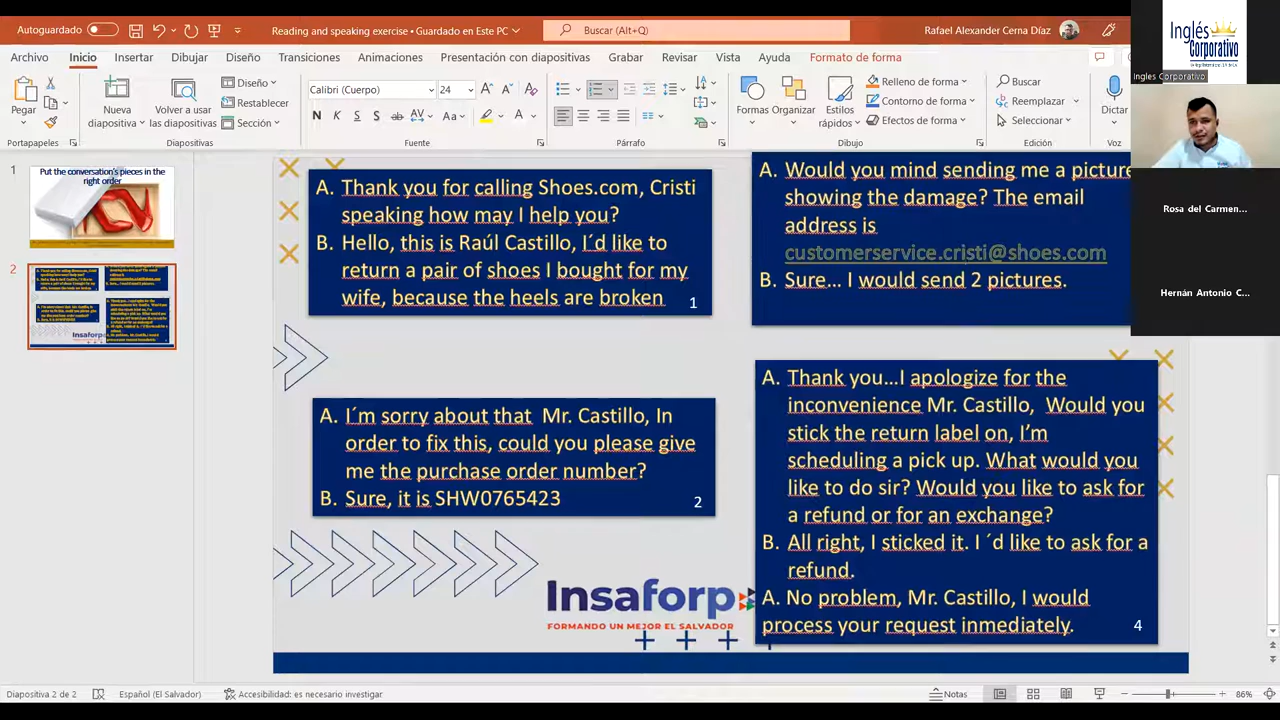 Autoguardado
Reading and speaking exercise • Guardado en Este PC
Buscar (Alt+Q)
Rafael Alexander Cerna Díaz
Inglés
Corporativo
Ingles Corporativo
Archivo Inicio Insertar Dibujar Diseño Transiciones Animaciones Presentación con diapositivas Grabar Revisar Vista Ayuda Formato de forma
Pegar
Nueva
diapositiva
Volver a usar
las diapositivas
Diseño
Restablecer
Sección
Calibri (Cuerpo) 24
Formas
Organizar
Estilos
rápidos
Relleno de forma
Contorno de forma
Efectos de forma
Buscar
Reemplazar
Seleccionar
Dictar
Portapapeles Diapositivas Fuente Párrafo Dibujo Edición Voz
1
Put the conversation's pieces in the
right order
2
A. Thank you for calling Shoes.com, Cristi
speaking how may I help you?
B. Hello, this is Raúl Castillo, I´d like to
return a pair of shoes I bought for my
wife, because the heels are broken
1
A. Would you mind sending me a picture
showing the damage? The email
address is
customerservice.cristi@shoes.com
B. Sure... I would send 2 pictures.
A. I´m sorry about that Mr. Castillo, In
order to fix this, could you please give
me the purchase order number?
B. Sure, it is SHW0765423
2
A. Thank you...I apologize for the
inconvenience Mr. Castillo, Would you
stick the return label on, I'm
scheduling a pick up. What would you
like to do sir? Would you like to ask for
a refund or for an exchange?
B. All right, I sticked it. I ´d like to ask for a
refund.
A. No problem, Mr. Castillo, I would
process your request inmediately.
4
Insaforp
FORMANDO UN MEJOR EL SALVADOR
Rosa del Carmen...
Hernán Antonio C...
Diapositiva 2 de 2
Español (El Salvador)
Accesibilidad: es necesario investigar
Notas
86%